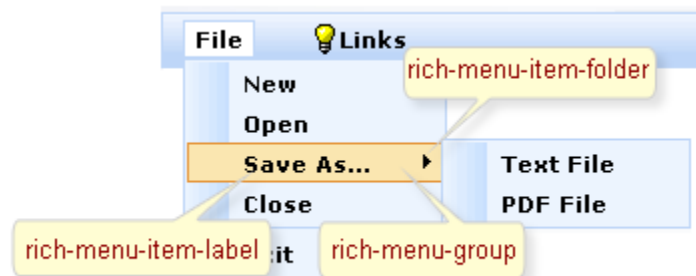 File Links
rich-menu-item-folder
New
Open
Save As... Text File
Close PDF File
rich-menu-item-label rich-menu-group